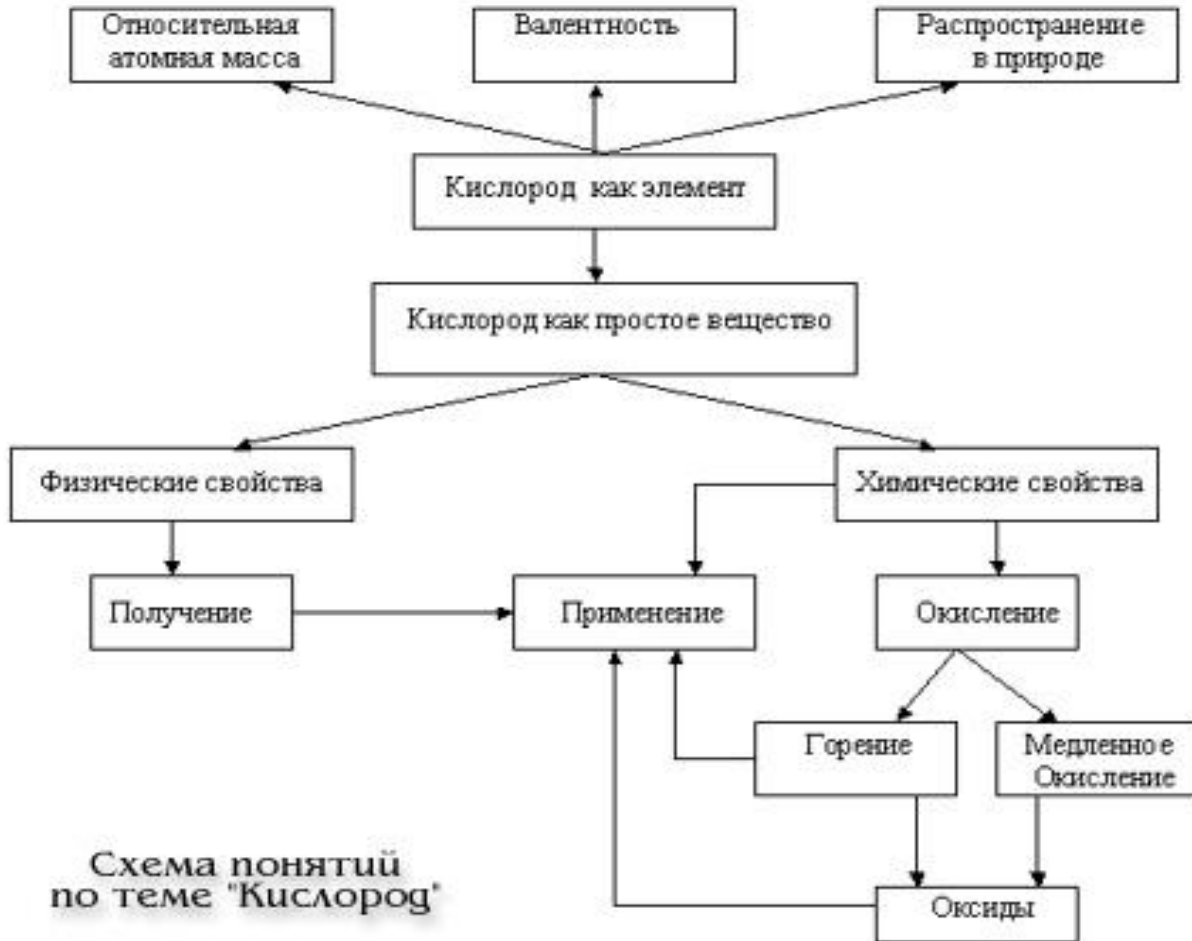 Относительная
атомная масса
Валентность
Распространение
в природе
Кислород как элемент
Кислород как простое вещество
Физические свойства
Химические свойства
Получение
Применение
Окисление
Горение
Медленное
Окисление
Схема понятий
по теме "Кислород"
Оксиды